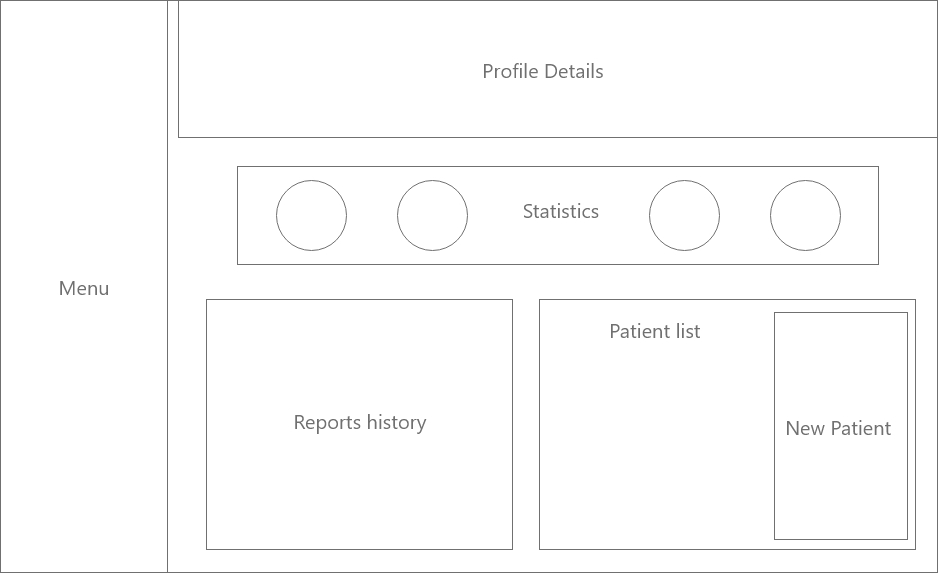 Menu
Profile Details
Statistics
Reports history
Patient list
New Patient